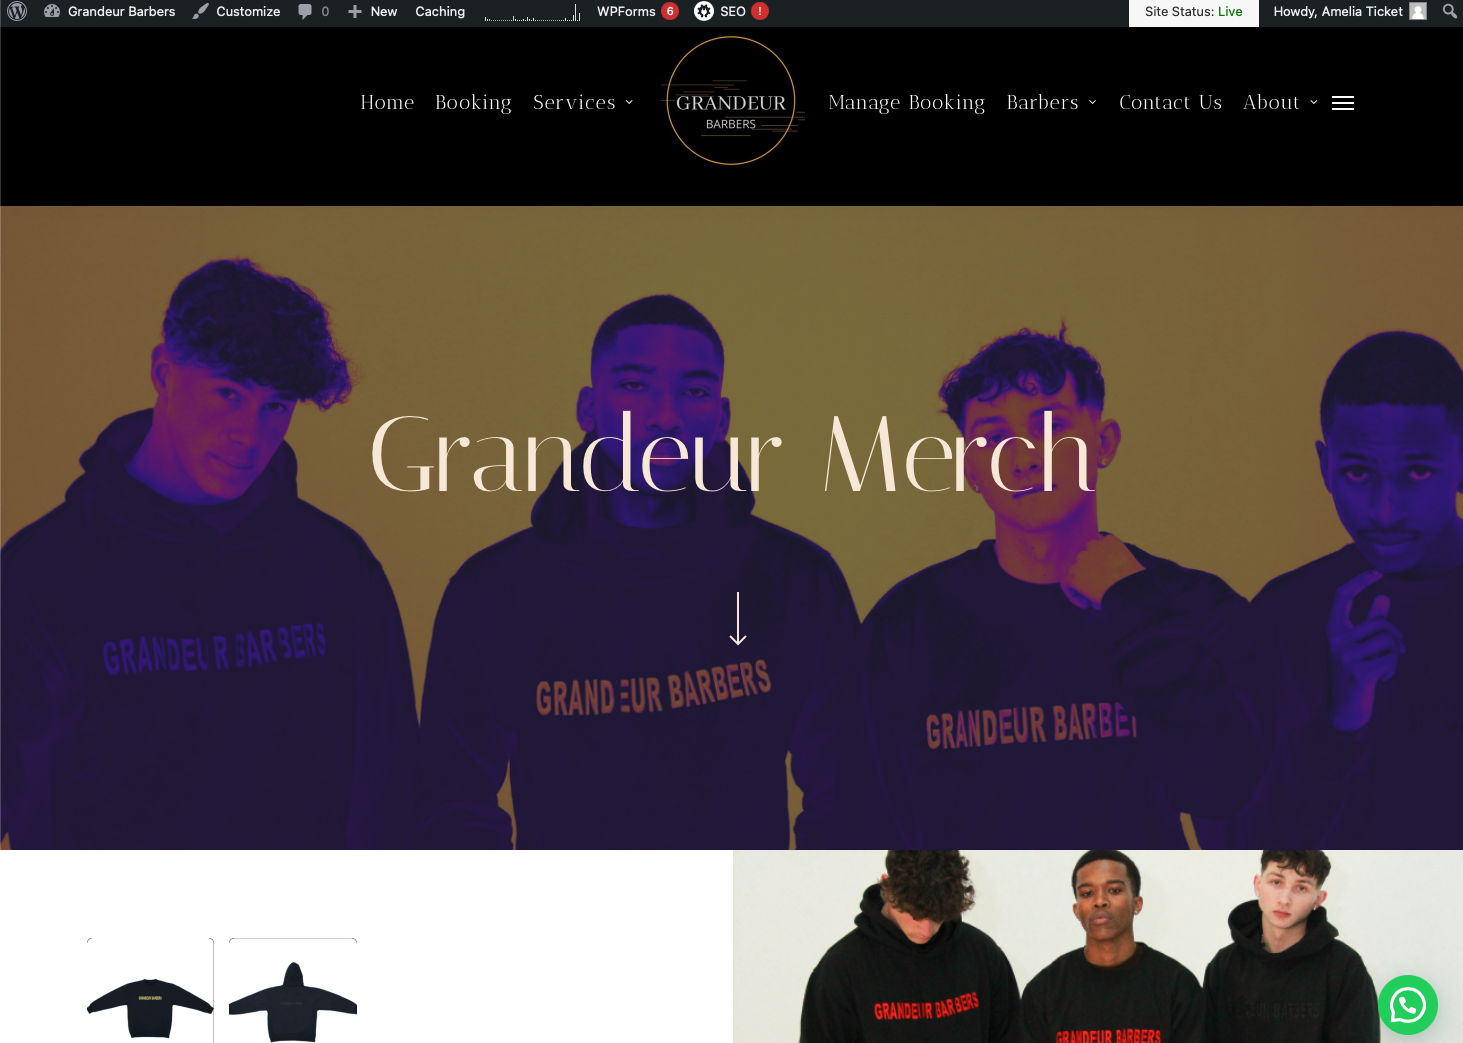 Grandeur Barbers Customize 0 New Caching WPForms 6 SEO ! Site Status: Live Howdy, Amelia Ticket
Home Booking Services GRANDEUR BARBERS Manage Booking Barbers Contact Us About
Grandeur Merch
GRANDEUR BARBERS
GRANDEUR BARBERS
GRANDEUR BARBE
GRANDEUR BARBERS
GRANDEUR BARBERS
GRANDEUR BARBERS